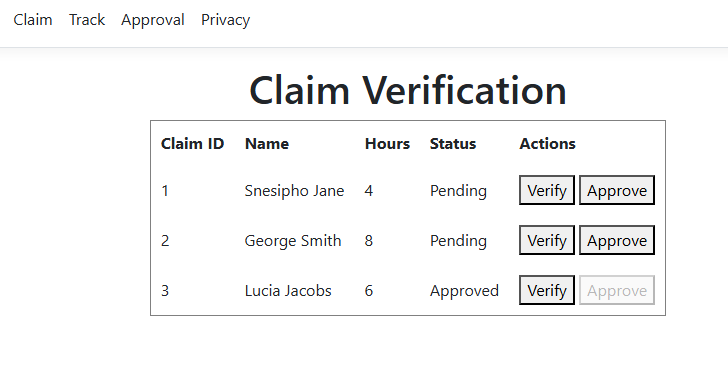 Claim Track Approval Privacy
Claim Verification
Claim ID Name Hours Status Actions
1 Snesipho Jane 4 Pending Verify Approve
2 George Smith 8 Pending Verify Approve
3 Lucia Jacobs 6 Approved Verify Approve